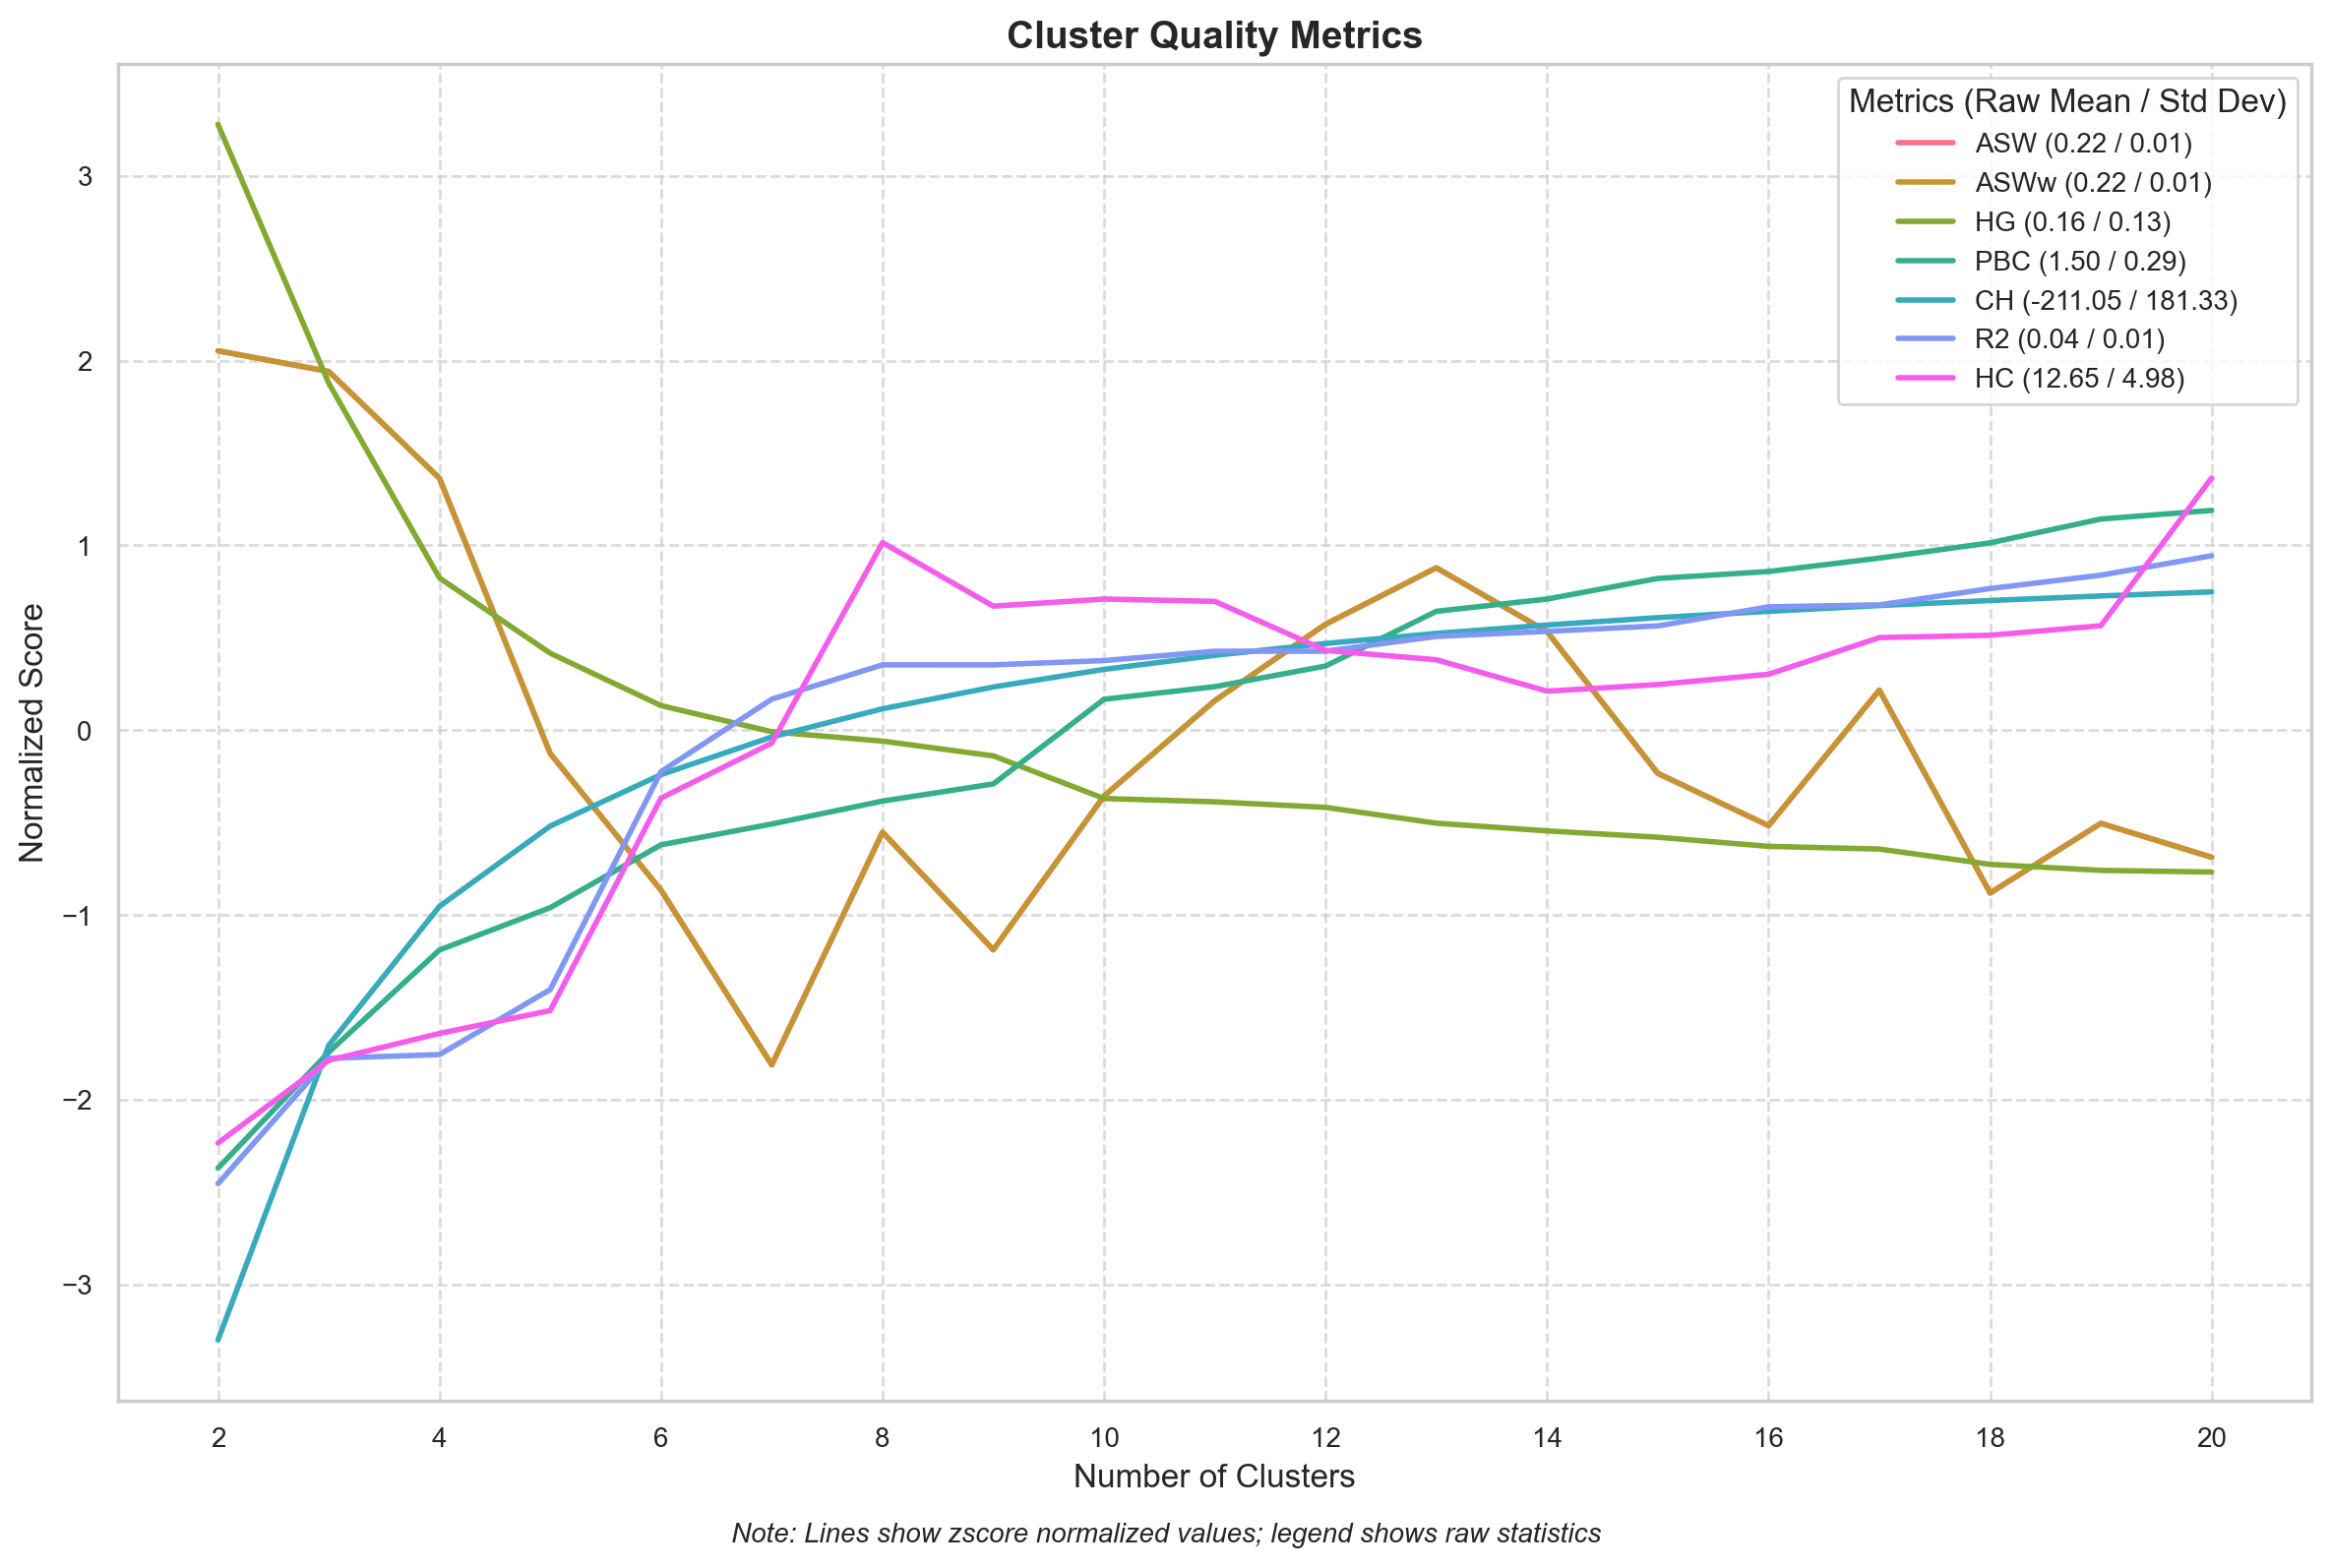 Cluster Quality Metrics
Metrics (Raw Mean / Std Dev)
ASW (0.22 / 0.01)
ASWw (0.22 / 0.01)
HG (0.16 / 0.13)
PBC (1.50 / 0.29)
CH (-211.05 / 181.33)
R2 (0.04 / 0.01)
HC (12.65 / 4.98)
Normalized Score
3
2
1
0
−1
−2
−3
2 4 6 8 10 12 14 16 18 20
Number of Clusters
Note: Lines show zscore normalized values; legend shows raw statistics